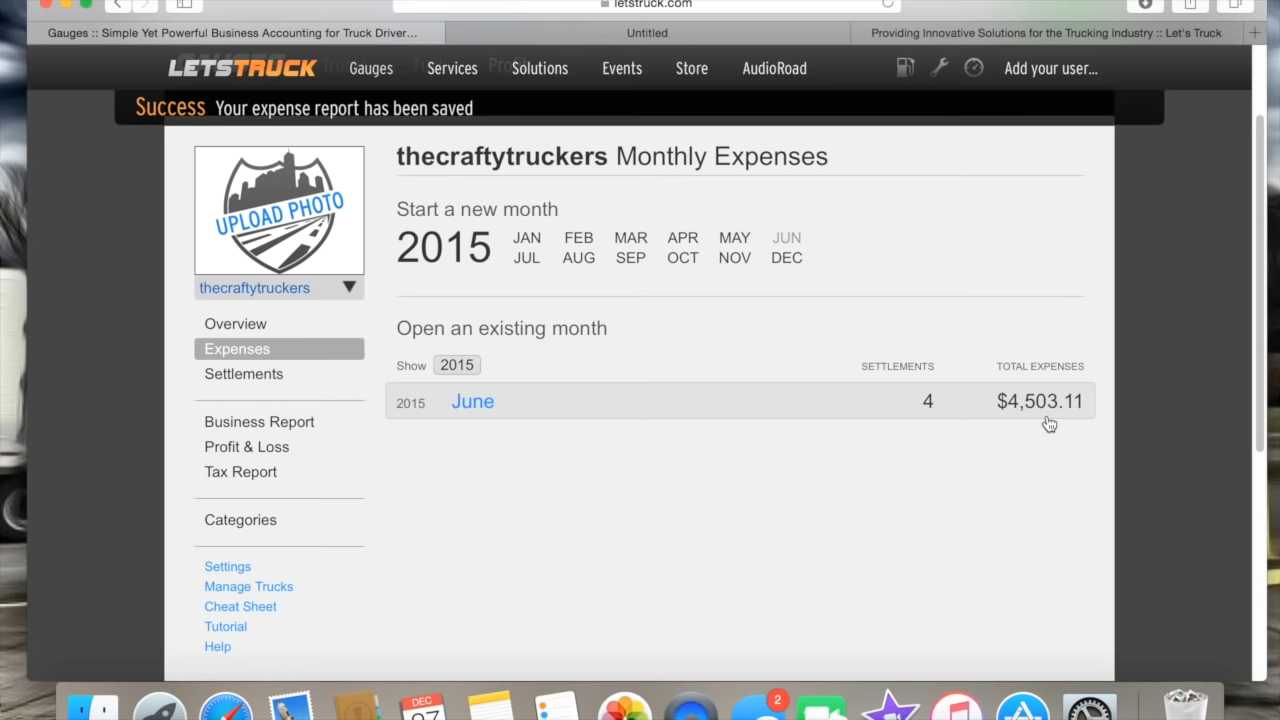 letstruck.com
Gauges :: Simple Yet Powerful Business Accounting for Truck Driver...
Untitled
Providing Innovative Solutions for the Trucking Industry :: Let's Truck
LETSTRUCK
Gauges
Services
Solutions
Events
Store
AudioRoad
Add your user...
Success Your expense report has been saved
UPLOAD PHOTO
thecraftytruckers
Overview
Expenses
Settlements
Business Report
Profit & Loss
Tax Report
Categories
Settings
Manage Trucks
Cheat Sheet
Tutorial
Help
thecraftytruckers Monthly Expenses
Start a new month
2015
JAN FEB MAR APR MAY JUN
JUL AUG SEP OCT NOV DEC
Open an existing month
Show 2015 SETTLEMENTS TOTAL EXPENSES
2015 June 4 $4,503.11
DEC
2